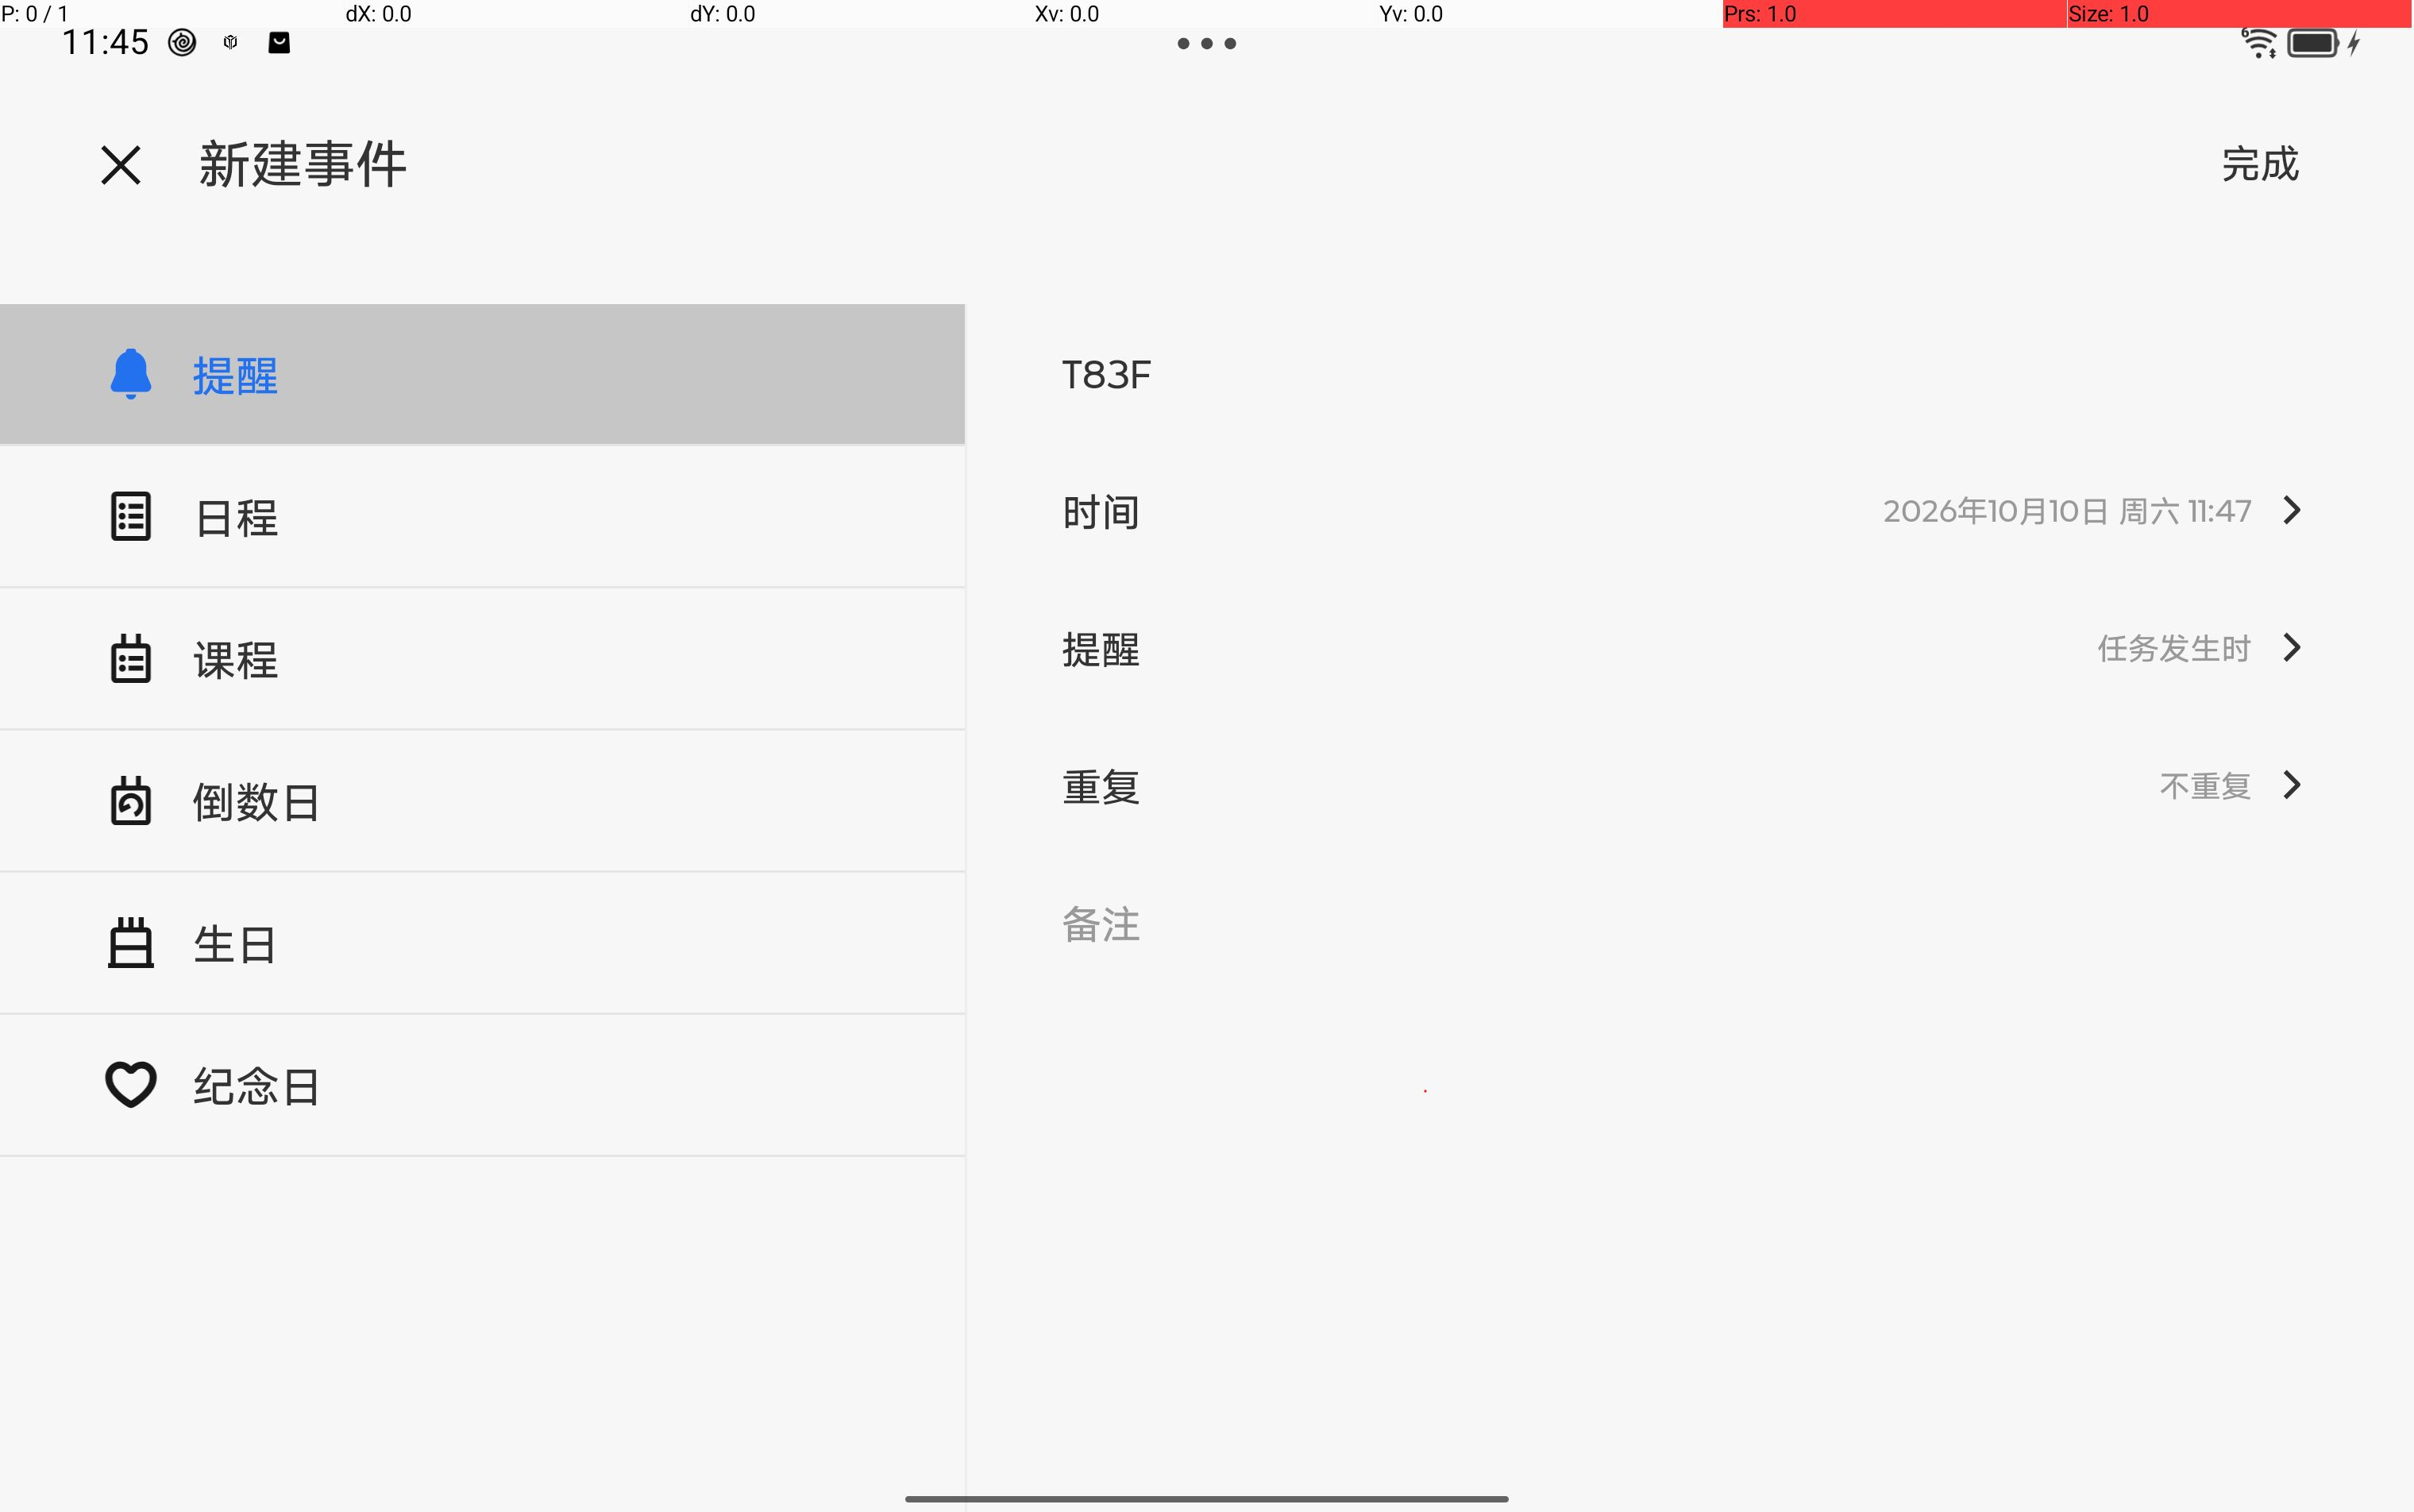 P: 0 / 1 dX: 0.0 dY: 0.0 Xv: 0.0 Yv: 0.0 Prs: 1.0 Size: 1.0
11:45
新建事件 完成
提醒
日程
课程
倒数日
生日
纪念日
T83F
时间 2026年10月10日 周六 11:47
提醒 任务发生时
重复 不重复
备注